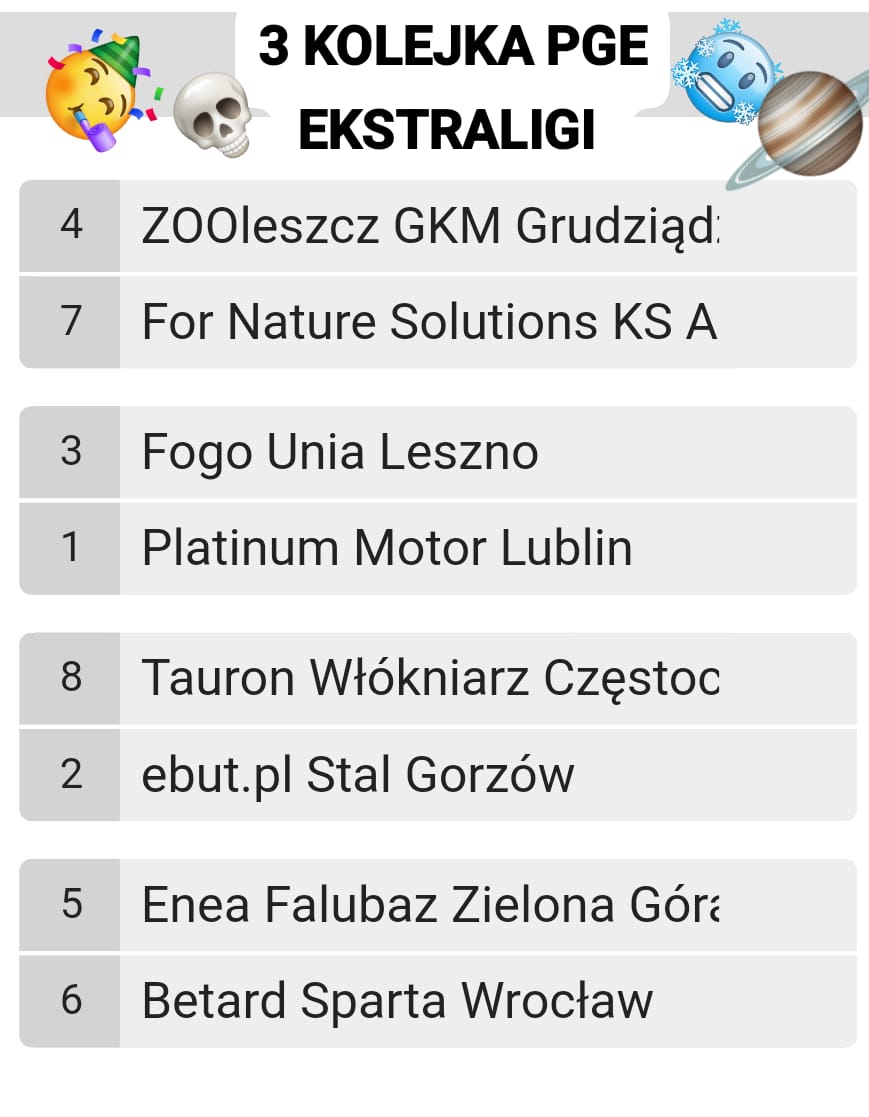 3 KOLEJKA PGE
EKSTRALIGI
4 ZOOleszcz GKM Grudziąd
7 For Nature Solutions KS A
3 Fogo Unia Leszno
1 Platinum Motor Lublin
8 Tauron Włókniarz Częstoc
2 ebut.pl Stal Gorzów
5 Enea Falubaz Zielona Góra
6 Betard Sparta Wrocław